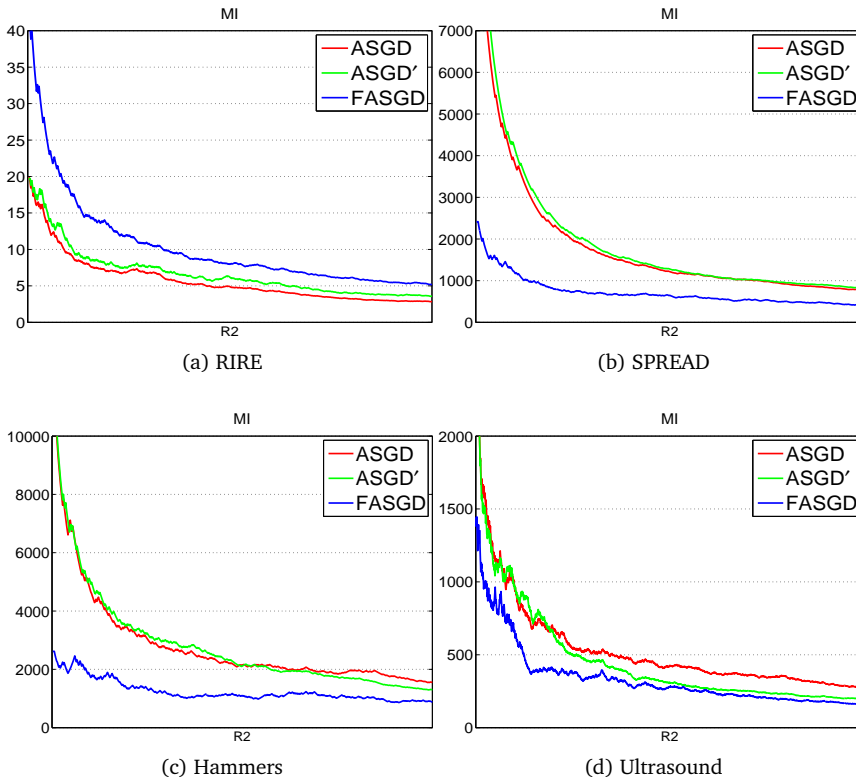 MI
40
35
30
25
20
15
10
5
0
ASGD
ASGD′
FASGD
R2
(a) RIRE
MI
7000
6000
5000
4000
3000
2000
1000
0
ASGD
ASGD′
FASGD
R2
(b) SPREAD
MI
10000
8000
6000
4000
2000
0
ASGD
ASGD′
FASGD
R2
(c) Hammers
MI
2000
1500
1000
500
0
ASGD
ASGD′
FASGD
R2
(d) Ultrasound